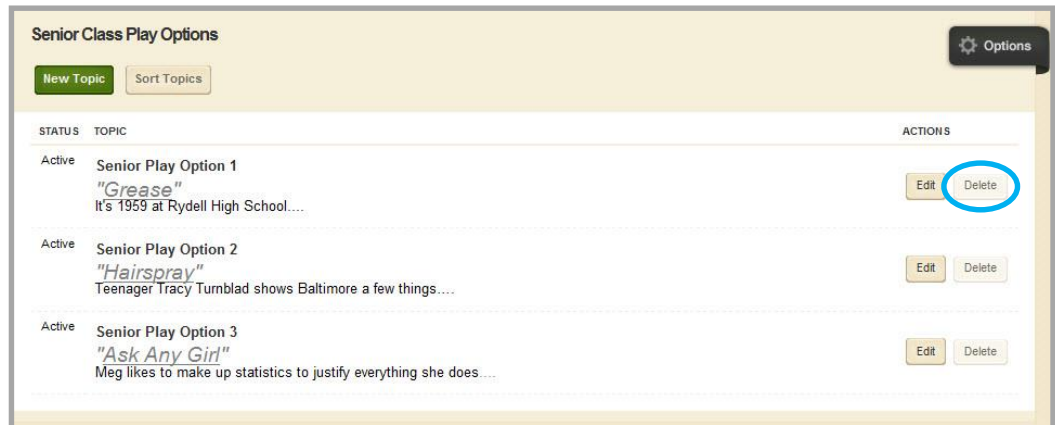 Senior Class Play Options
Options
New Topic Sort Topics
STATUS TOPIC ACTIONS
Active Senior Play Option 1
"Grease"
Edit Delete
It's 1959 at Rydell High School....
Active Senior Play Option 2
"Hairspray"
Edit Delete
Teenager Tracy Turnblad shows Baltimore a few things....
Active Senior Play Option 3
"Ask Any Girl"
Edit Delete
Meg likes to make up statistics to justify everything she does....